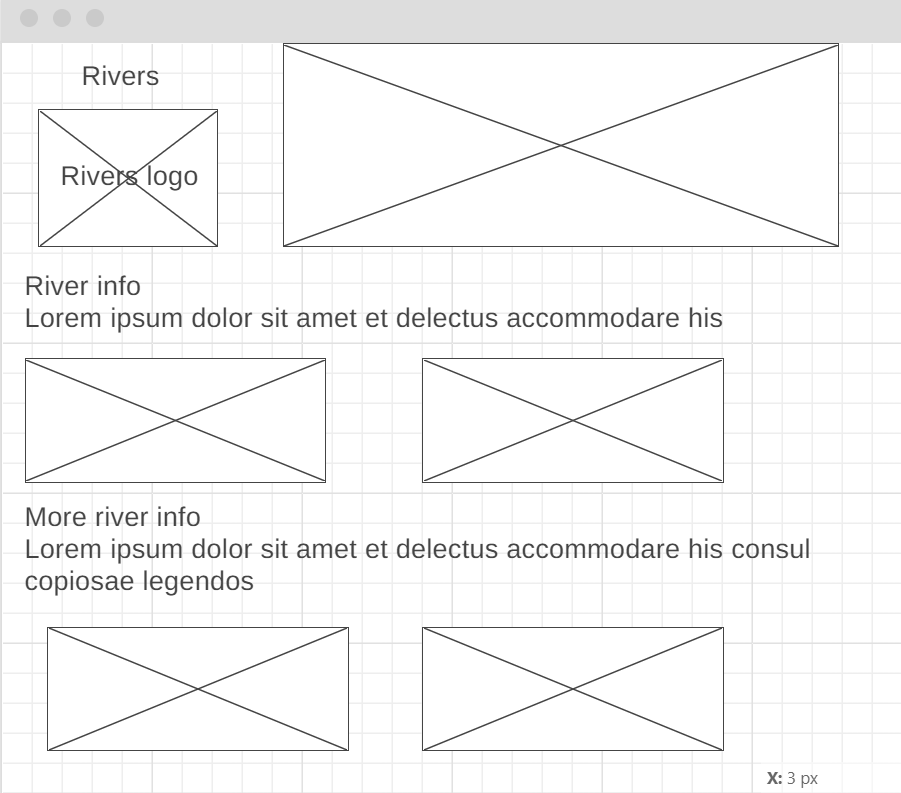 Rivers
Rivers logo
River info
Lorem ipsum dolor sit amet et delectus accommodare his
More river info
Lorem ipsum dolor sit amet et delectus accommodare his consul
copiosae legendos
X: 3 px